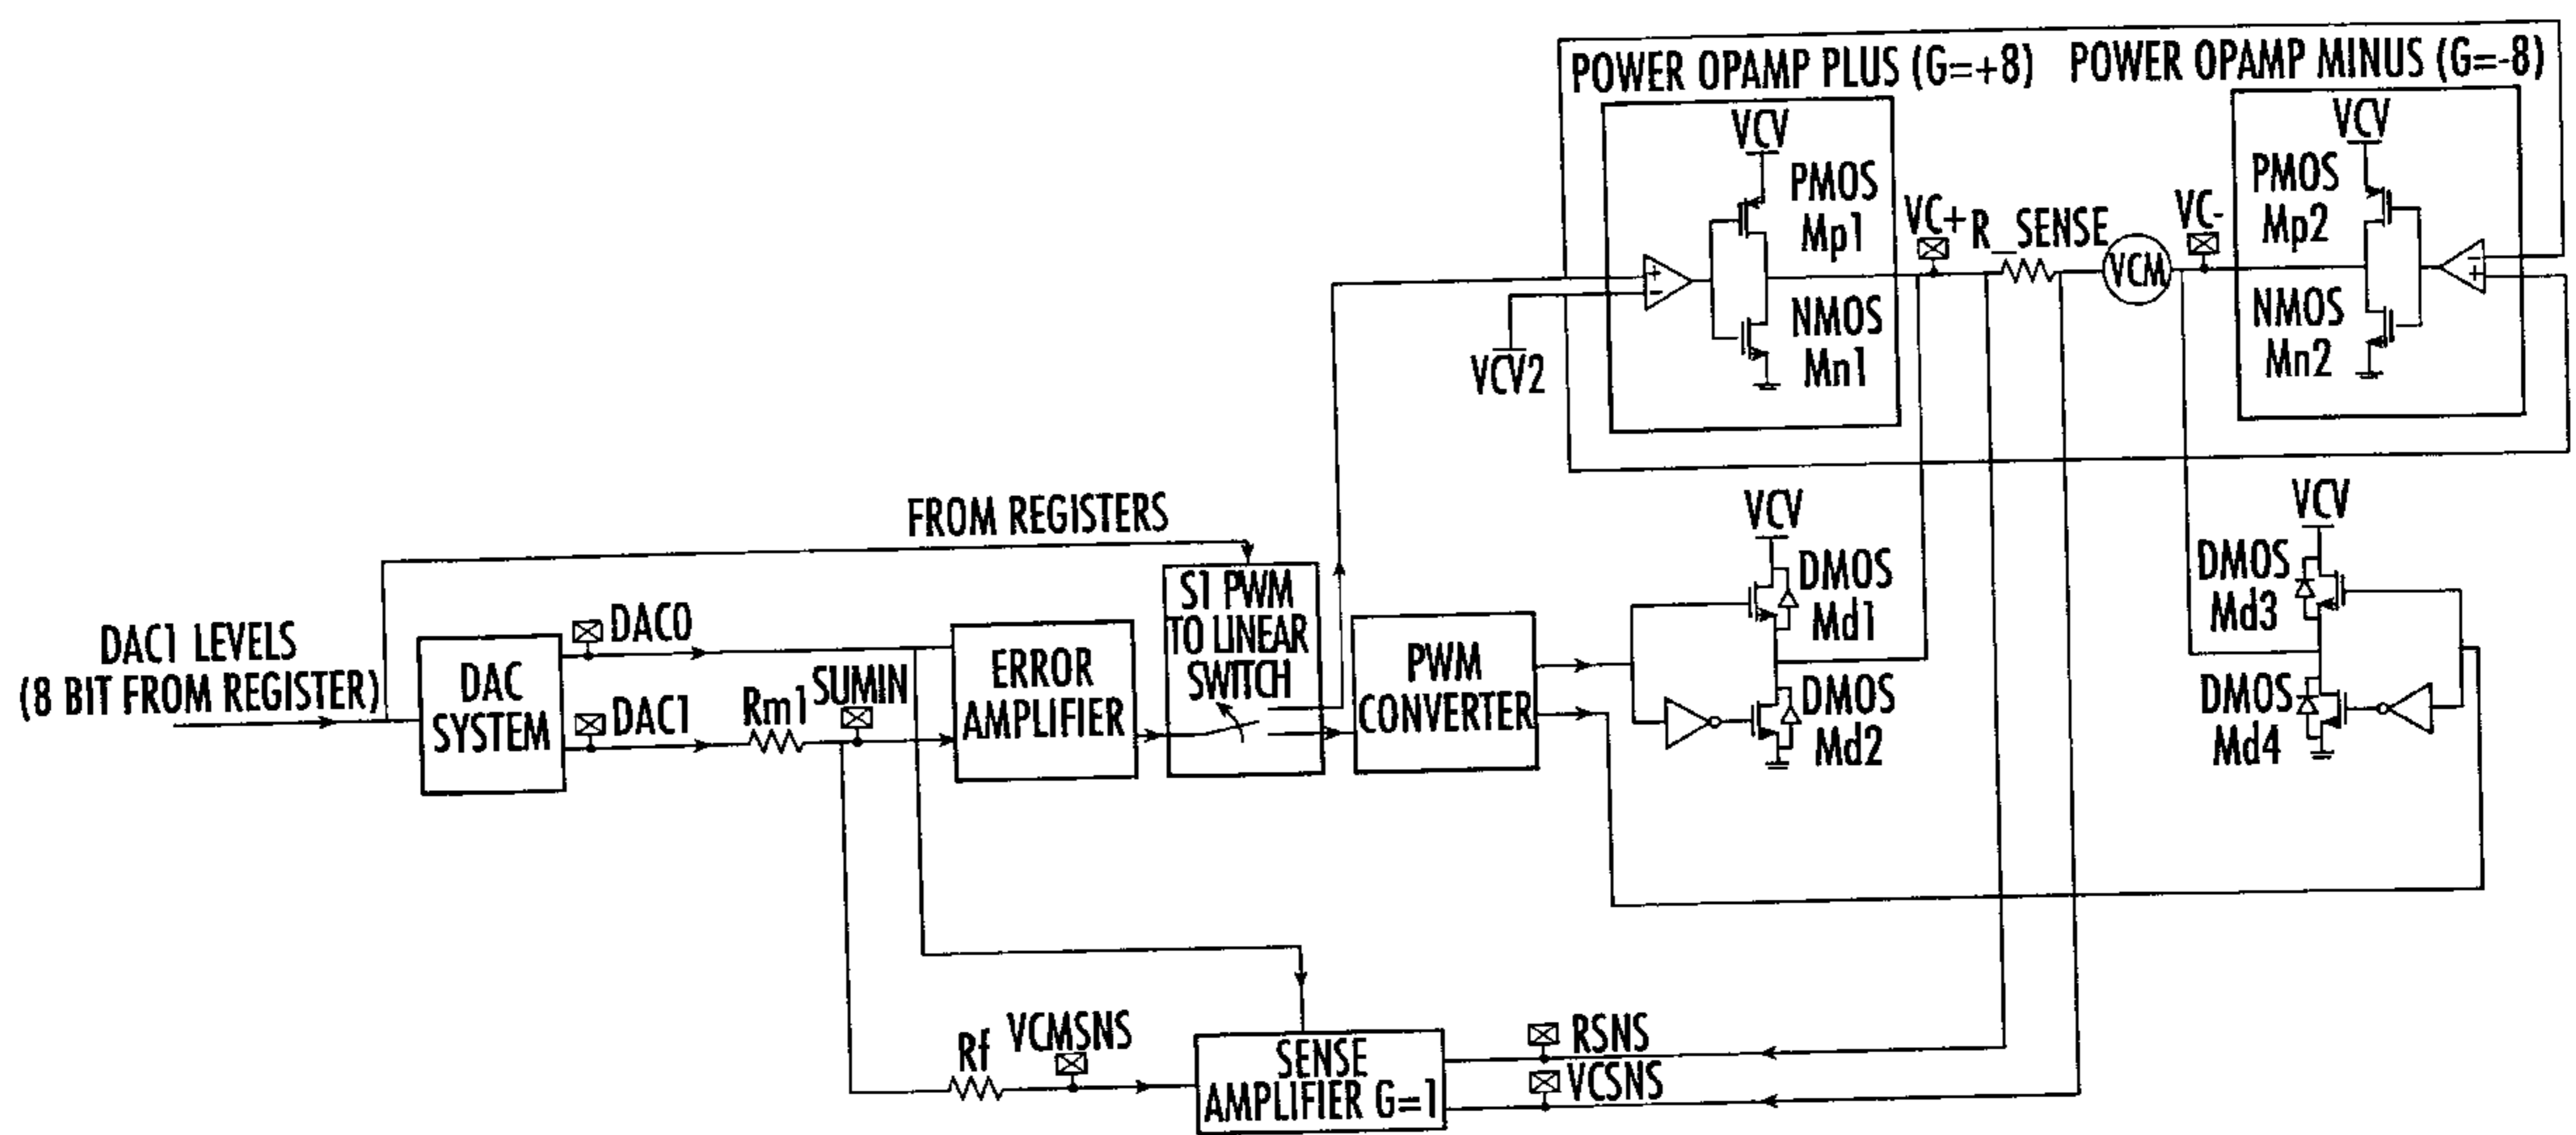 POWER OPAMP PLUS (G=+8)
POWER OPAMP MINUS (G=-8)
VCV
PMOS
Mp1
NMOS
Mn1
VCV2
VC+
R_SENSE
VCM
VC-
VCV
PMOS
Mp2
NMOS
Mn2
FROM REGISTERS
DAC1 LEVELS
(8 BIT FROM REGISTER)
DAC
SYSTEM
DAC0
DAC1
Rm1
SUMIN
ERROR
AMPLIFIER
S1 PWM
TO LINEAR
SWITCH
PWM
CONVERTER
VCV
DMOS
Md1
DMOS
Md2
VCV
DMOS
Md3
DMOS
Md4
Rf
VCMSNS
SENSE
AMPLIFIER G=1
RSNS
VCSNS